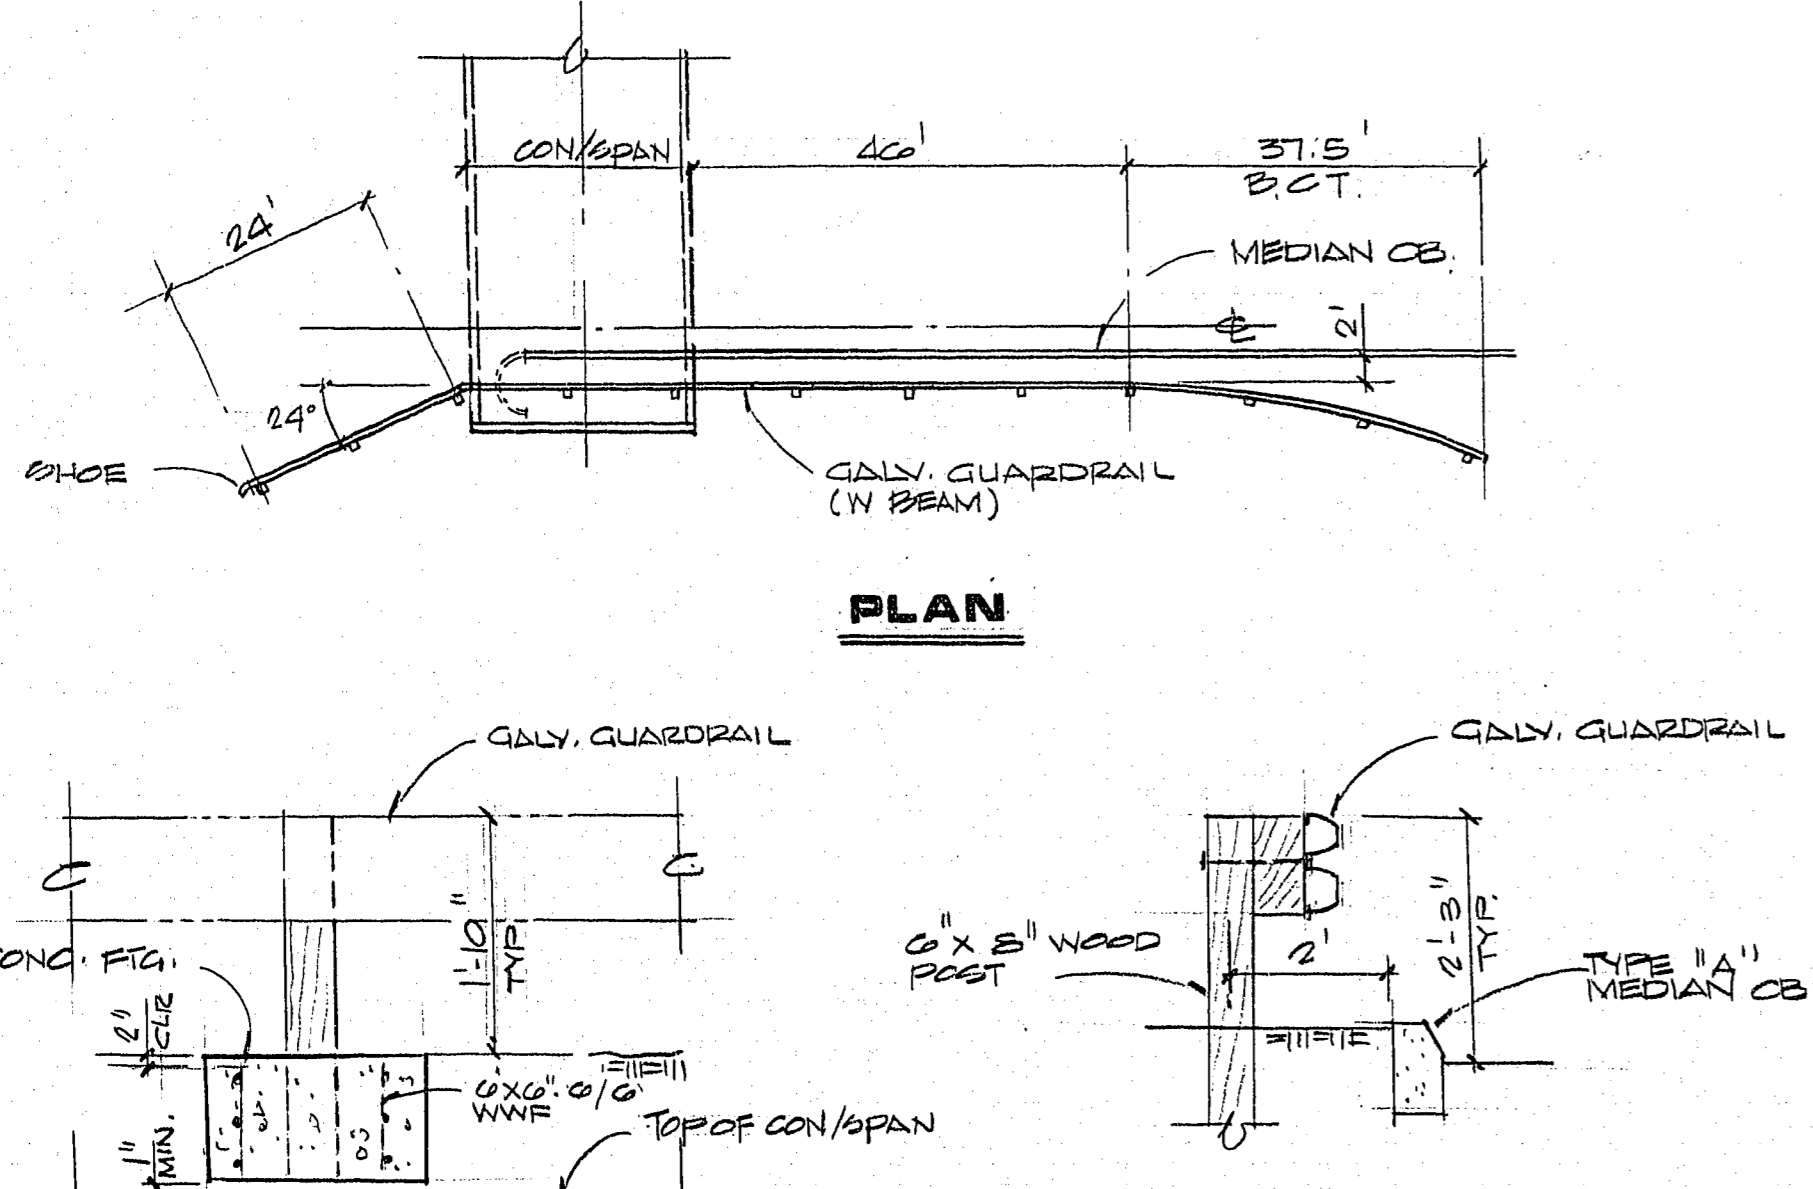 CON/SPAN
46'
37.5'
B.C.T.
24'
MEDIAN CB.
2'
24°
SHOE
GALV. GUARDRAIL
(W BEAM)
PLAN
GALV. GUARDRAIL
GALV. GUARDRAIL
1'-10"
TYP.
2'-3"
TYP.
6" X 8" WOOD
POST
2'
TYPE "A"
MEDIAN CB
CONC. FTG.
2"
CLR
6X6". 6/6
WWF
TOP OF CON/SPAN
1"
MIN.